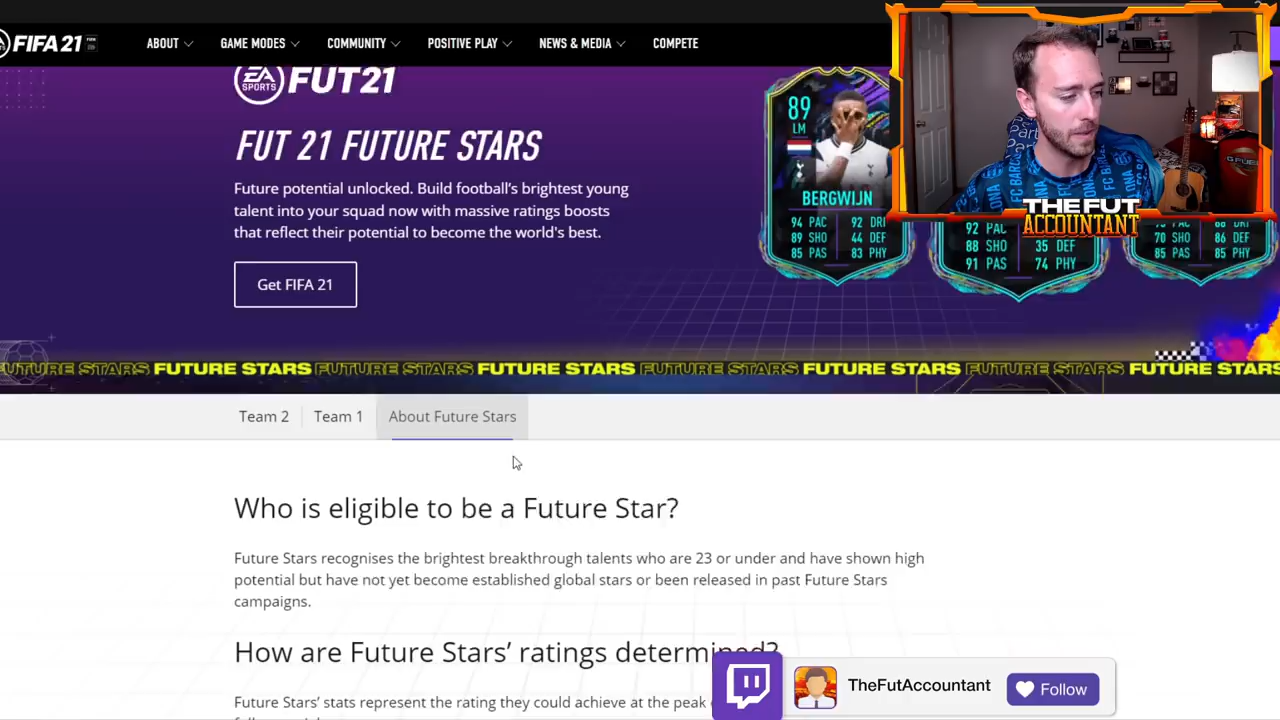 FIFA 21
ABOUT
GAME MODES
COMMUNITY
POSITIVE PLAY
NEWS & MEDIA
COMPETE
EA SPORTS
FUT21
FUT 21 FUTURE STARS
Future potential unlocked. Build football's brightest young
talent into your squad now with massive ratings boosts
that reflect their potential to become the world's best.
Get FIFA 21
89
LM
BERGWIJN
94 PAC 92 DRI
89 SHO 44 DEF
85 PAS 83 PHY
92 PAC
88 SHO 35 DEF
91 PAS 74 PHY
70 SHO 86 DEF
85 PAS 85 PHY
THE FUT
ACCOUNTANT
FUTURE STARS FUTURE STARS FUTURE STARS FUTURE STARS FUTURE STARS FUTURE STARS FUTURE STARS FUTURE STARS
Team 2
Team 1
About Future Stars
Who is eligible to be a Future Star?
Future Stars recognises the brightest breakthrough talents who are 23 or under and have shown high
potential but have not yet become established global stars or been released in past Future Stars
campaigns.
How are Future Stars' ratings determined?
Future Stars' stats represent the rating they could achieve at the peak
TheFutAccountant
Follow